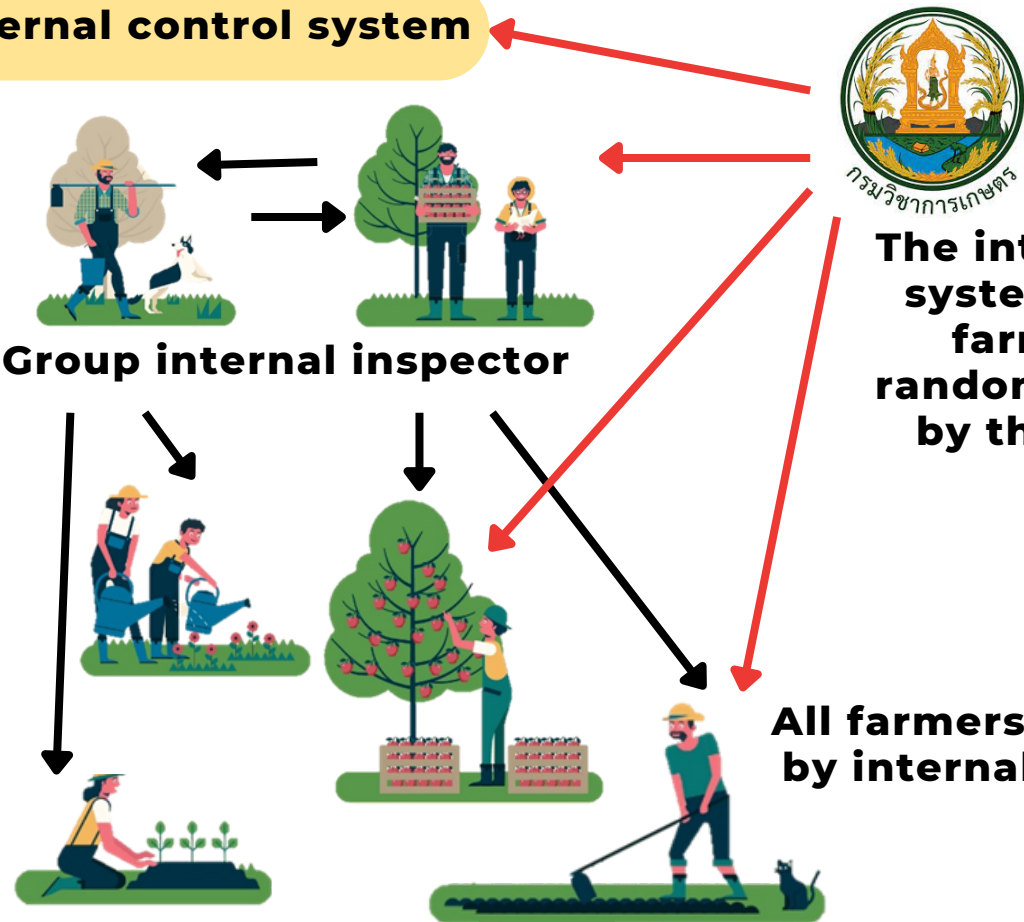 ernal control system
กรมวิชาการเกษตร
The int
syste
farr
random
by th
Group internal inspector
All farmers
by internal